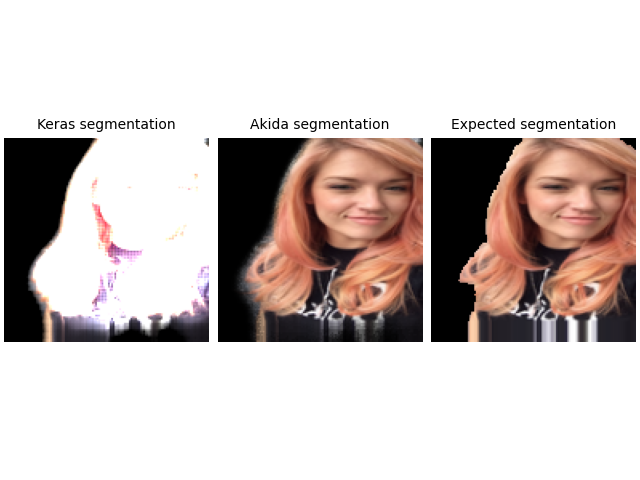 Keras segmentation
Akida segmentation
Expected segmentation